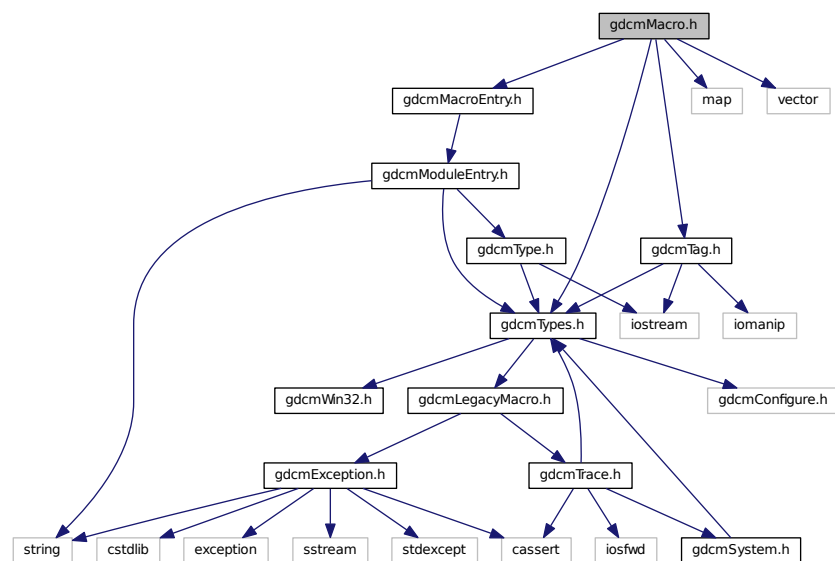 gdcmMacro.h
gdcmMacroEntry.h
map
vector
gdcmModuleEntry.h
gdcmType.h
gdcmTag.h
gdcmTypes.h
iostream
iomanip
gdcmWin32.h
gdcmLegacyMacro.h
gdcmConfigure.h
gdcmException.h
gdcmTrace.h
string
cstdlib
exception
sstream
stdexcept
cassert
iosfwd
gdcmSystem.h